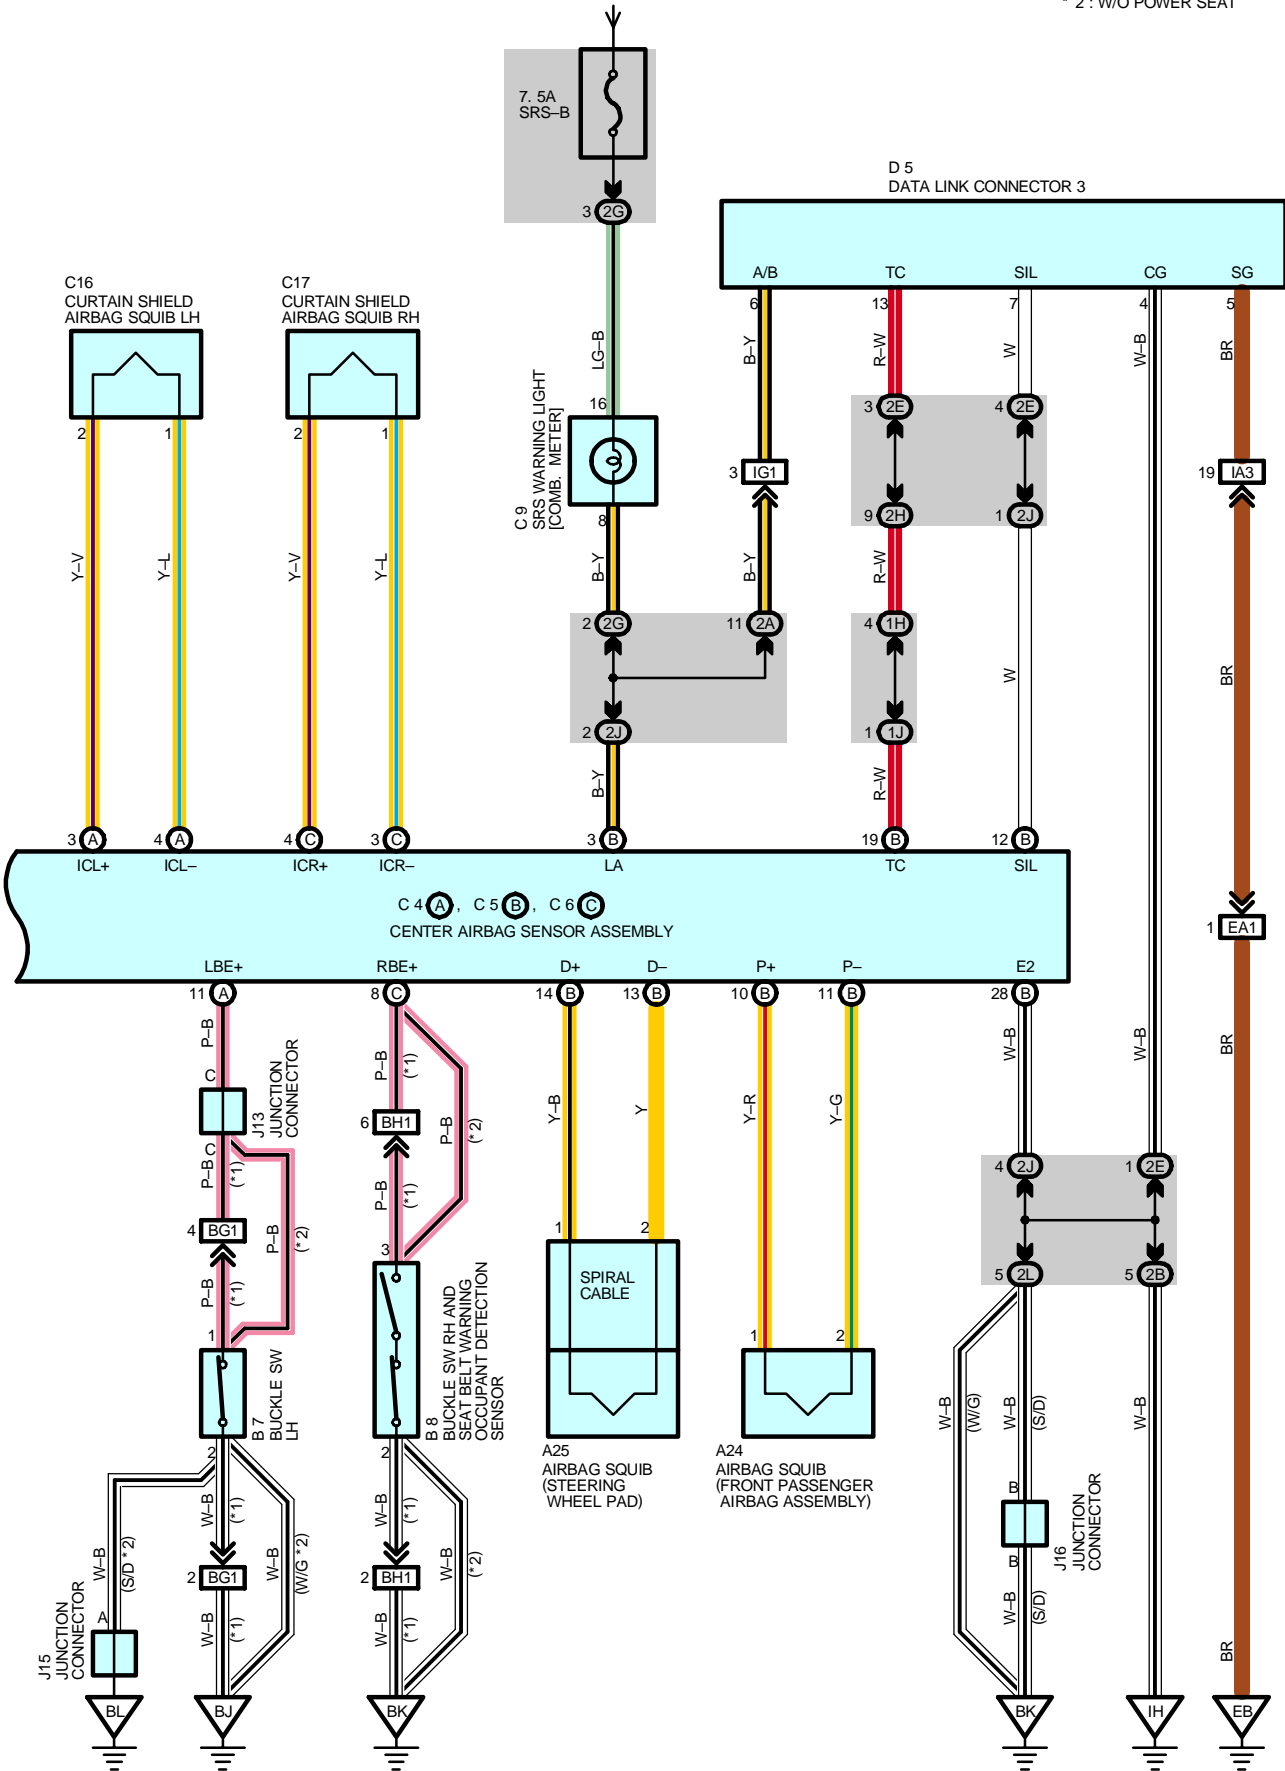 * 2 : W/O POWER SEAT
7. 5A
SRS–B
3 2G
D 5
DATA LINK CONNECTOR 3
A/B TC SIL CG SG
6 13 7 4 5
C16
CURTAIN SHIELD
AIRBAG SQUIB LH
C17
CURTAIN SHIELD
AIRBAG SQUIB RH
2 1 2 1
LG–B
B–Y
R–W
W
W–B
BR
16
C 9
SRS WARNING LIGHT
[COMB. METER]
8
3 2E
4 2E
3 IG1
19 IA3
9 2H
1 2J
Y–V
Y–L
Y–V
Y–L
B–Y
B–Y
R–W
2 2G
11 2A
4 1H
W
BR
2 2J
1 1J
B–Y
R–W
3 A
4 A
4 C
3 C
3 B
19 B
12 B
ICL+ ICL– ICR+ ICR– LA TC SIL
C 4 A , C 5 B , C 6 C
CENTER AIRBAG SENSOR ASSEMBLY
1 EA1
LBE+ RBE+ D+ D– P+ P– E2
11 A
8 C
14 B
13 B
10 B
11 B
28 B
P–B
P–B
(*1)
W–B
W–B
BR
C
J13
JUNCTION
CONNECTOR
C
6 BH1
P–B
(*2)
Y–B
Y
Y–R
Y–G
P–B
(*1)
P–B
(*1)
4 2J
1 2E
4 BG1
P–B
(*2)
1 2
3
P–B
(*1)
5 2L
5 2B
SPIRAL
CABLE
1
1 2
B 7
BUCKLE SW
LH
B 8
BUCKLE SW RH AND
SEAT BELT WARNING
OCCUPANT DETECTION
SENSOR
W–B
(W/G)
W–B
(S/D)
W–B
2
2
A25
AIRBAG SQUIB
(STEERING
WHEEL PAD)
A24
AIRBAG SQUIB
(FRONT PASSENGER
AIRBAG ASSEMBLY)
W–B
(*1)
W–B
(*1)
B
J16
JUNCTION
CONNECTOR
B
W–B
(S/D *2)
W–B
(W/G *2)
W–B
(*2)
2 BG1
2 BH1
W–B
(S/D)
A
J15
JUNCTION
CONNECTOR
W–B
(*1)
W–B
(*1)
BR
BL BJ BK BK IH EB